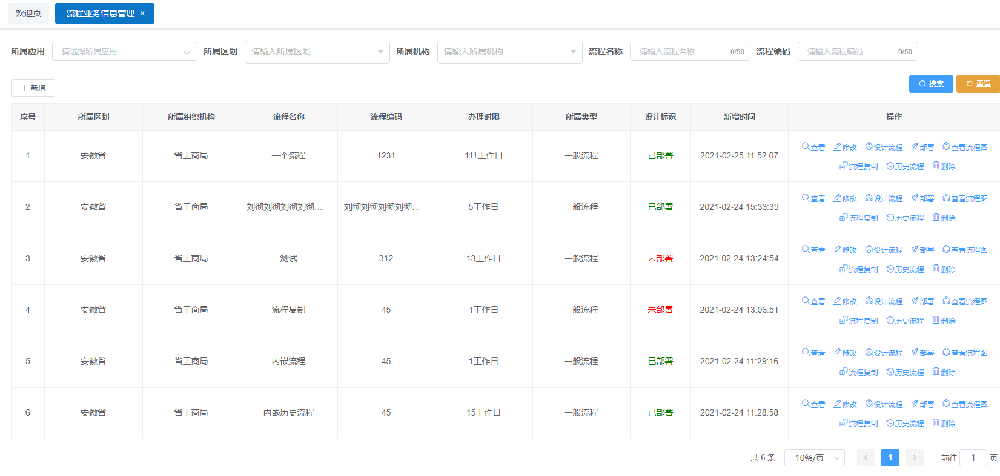 欢迎页 流程业务信息管理 ×
所属应用 请选择所属应用 所属区划 请输入所属区划 所属机构 请输入所属机构 流程名称 请输入流程名称 0/50 流程编码 请输入流程编码 0/50
+ 新增 搜索 重置
序号 所属区划 所属组织机构 流程名称 流程编码 办理时限 所属类型 设计标识 新增时间 操作
1 安徽省 省工商局 一个流程 1231 111工作日 一般流程 已部署 2021-02-25 11:52:07 查看 修改 设计流程 部署 查看流程图
流程复制 历史流程 删除
2 安徽省 省工商局 刘彻刘彻刘彻刘彻... 刘彻刘彻刘彻刘彻... 5工作日 一般流程 已部署 2021-02-24 15:33:39 查看 修改 设计流程 部署 查看流程图
流程复制 历史流程 删除
3 安徽省 省工商局 测试 312 13工作日 一般流程 未部署 2021-02-24 13:24:54 查看 修改 设计流程 部署 查看流程图
流程复制 历史流程 删除
4 安徽省 省工商局 流程复制 45 1工作日 一般流程 未部署 2021-02-24 13:06:51 查看 修改 设计流程 部署 查看流程图
流程复制 历史流程 删除
5 安徽省 省工商局 内嵌流程 45 1工作日 一般流程 已部署 2021-02-24 11:29:16 查看 修改 设计流程 部署 查看流程图
流程复制 历史流程 删除
6 安徽省 省工商局 内嵌历史流程 45 15工作日 一般流程 已部署 2021-02-24 11:28:58 查看 修改 设计流程 部署 查看流程图
流程复制 历史流程 删除
共 6 条 10条/页 < 1 > 前往 1 页